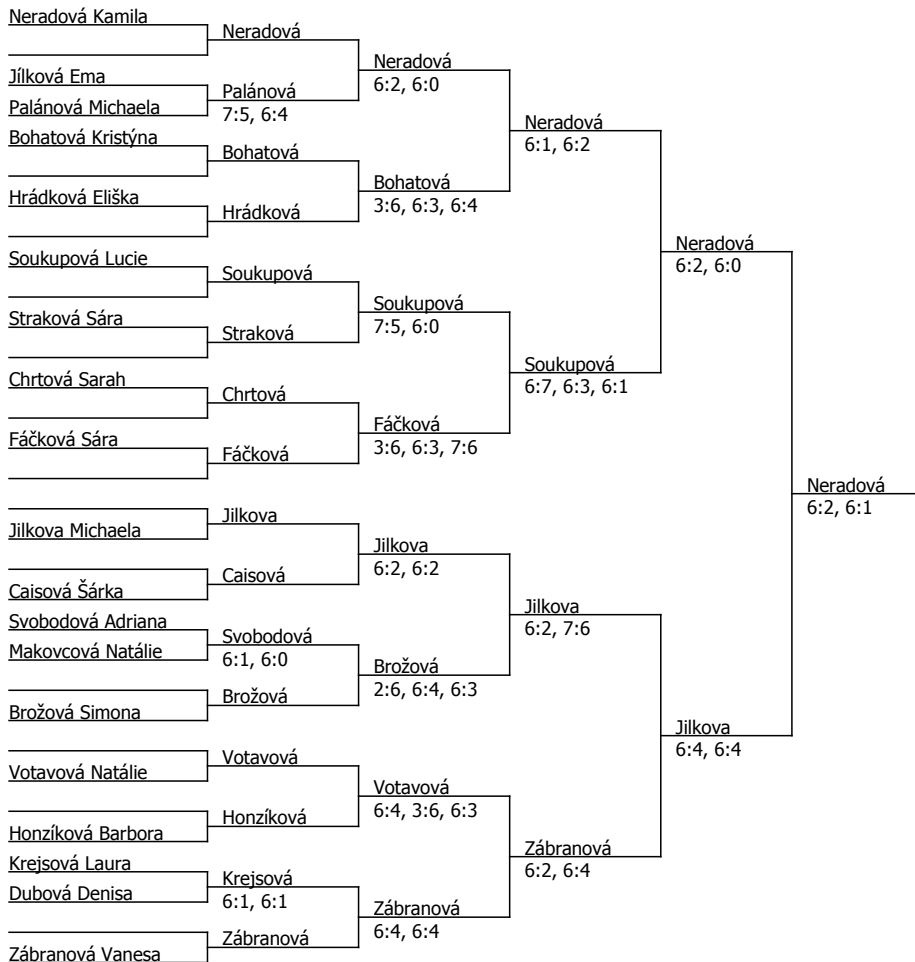 Neradová Kamila
Neradová
Neradová
6:2, 6:0
Jílková Ema
Palánová
7:5, 6:4
Palánová Michaela
Neradová
6:1, 6:2
Bohatová Kristýna
Bohatová
Bohatová
3:6, 6:3, 6:4
Hrádková Eliška
Hrádková
Neradová
6:2, 6:0
Soukupová Lucie
Soukupová
Soukupová
7:5, 6:0
Straková Sára
Straková
Soukupová
6:7, 6:3, 6:1
Chrtová Sarah
Chrtová
Fáčková
3:6, 6:3, 7:6
Fáčková Sára
Fáčková
Neradová
6:2, 6:1
Jilkova Michaela
Jilkova
Jilkova
6:2, 6:2
Caisová
Caisová Šárka
Jilkova
6:2, 7:6
Svobodová Adriana
Svobodová
6:1, 6:0
Makovcová Natálie
Brožová
2:6, 6:4, 6:3
Brožová
Brožová Simona
Jilkova
6:4, 6:4
Votavová
Votavová Natálie
Votavová
6:4, 3:6, 6:3
Honzíková
Honzíková Barbora
Zábranová
6:2, 6:4
Krejsová Laura
Krejsová
6:1, 6:1
Dubová Denisa
Zábranová
6:4, 6:4
Zábranová
Zábranová Vanesa